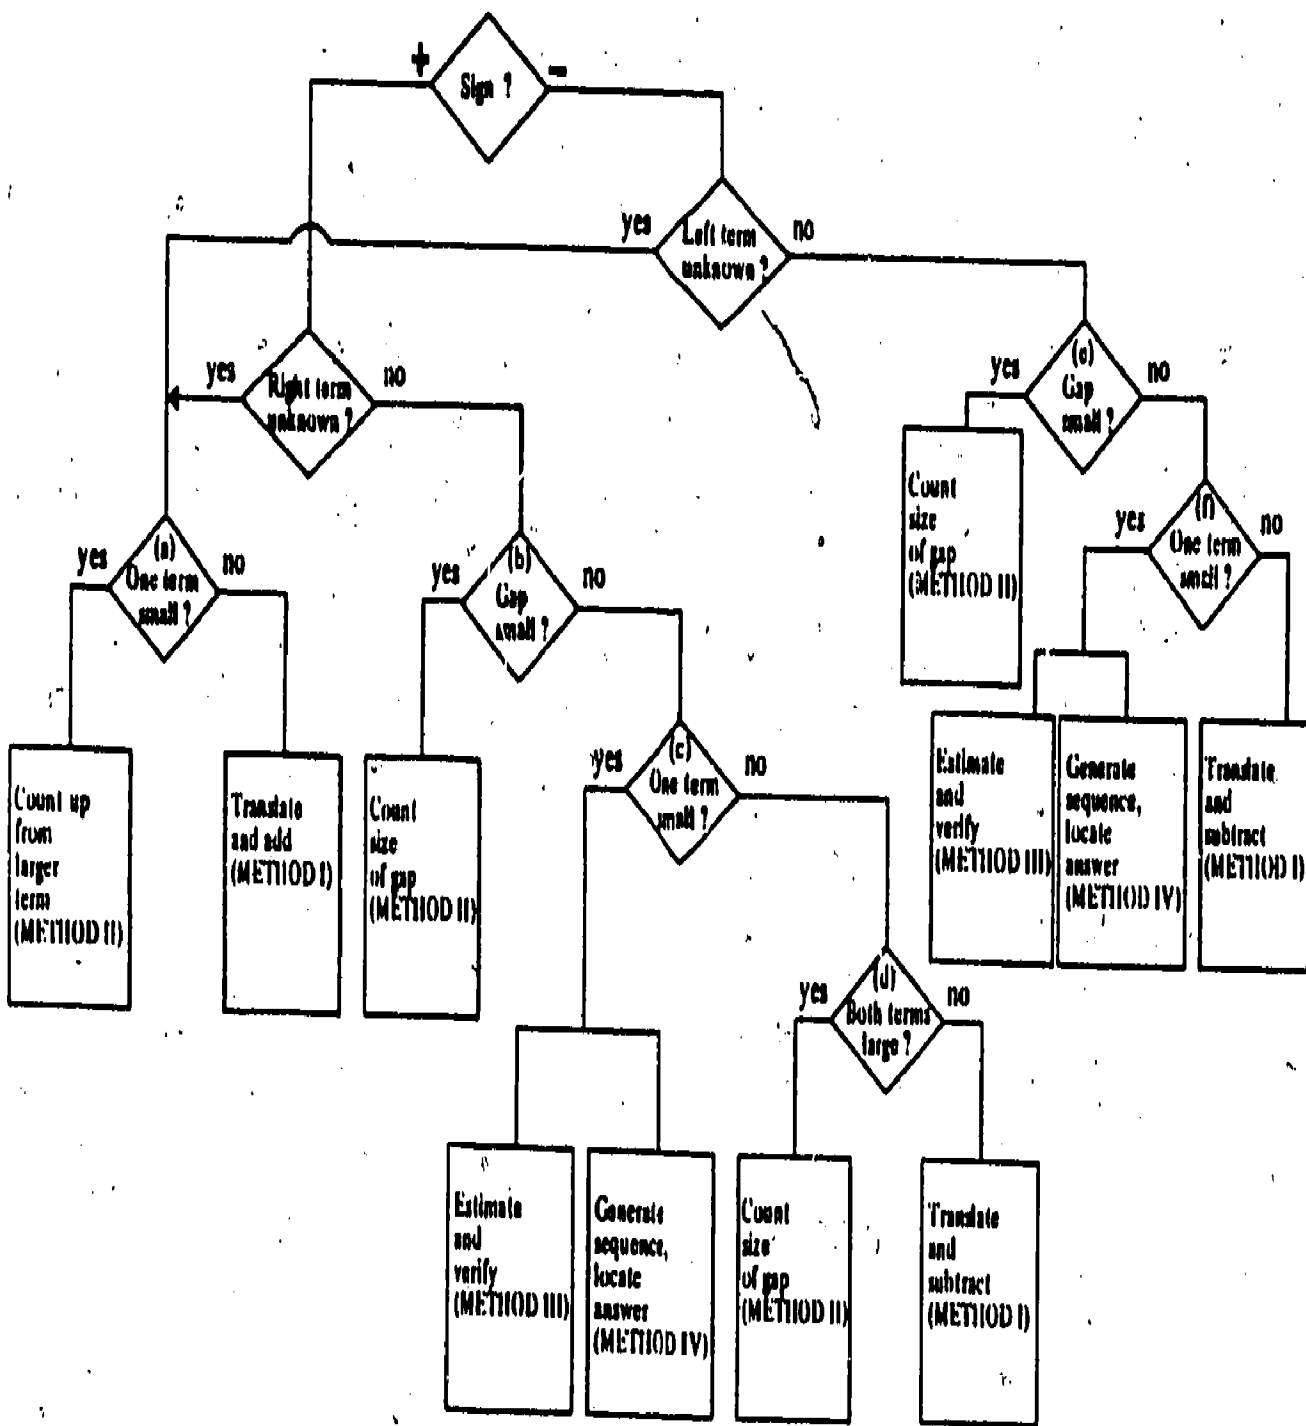 +
Sign ?
−
yes
Left term
unknown ?
no
yes
Right term
unknown ?
no
yes
(e)
Gap
small ?
no
Count
size
of gap
(METHOD II)
yes
(f)
One term
small ?
no
yes
(a)
One term
small ?
no
yes
(b)
Gap
small ?
no
Count up
from
larger
term
(METHOD II)
Translate
and add
(METHOD I)
Count
size
of gap
(METHOD II)
yes
(c)
One term
small ?
no
Estimate
and
verify
(METHOD III)
Generate
sequence,
locate
answer
(METHOD IV)
Translate
and
subtract
(METHOD I)
yes
(d)
Both terms
large ?
no
Estimate
and
verify
(METHOD III)
Generate
sequence,
locate
answer
(METHOD IV)
Count
size
of gap
(METHOD II)
Translate
and
subtract
(METHOD I)